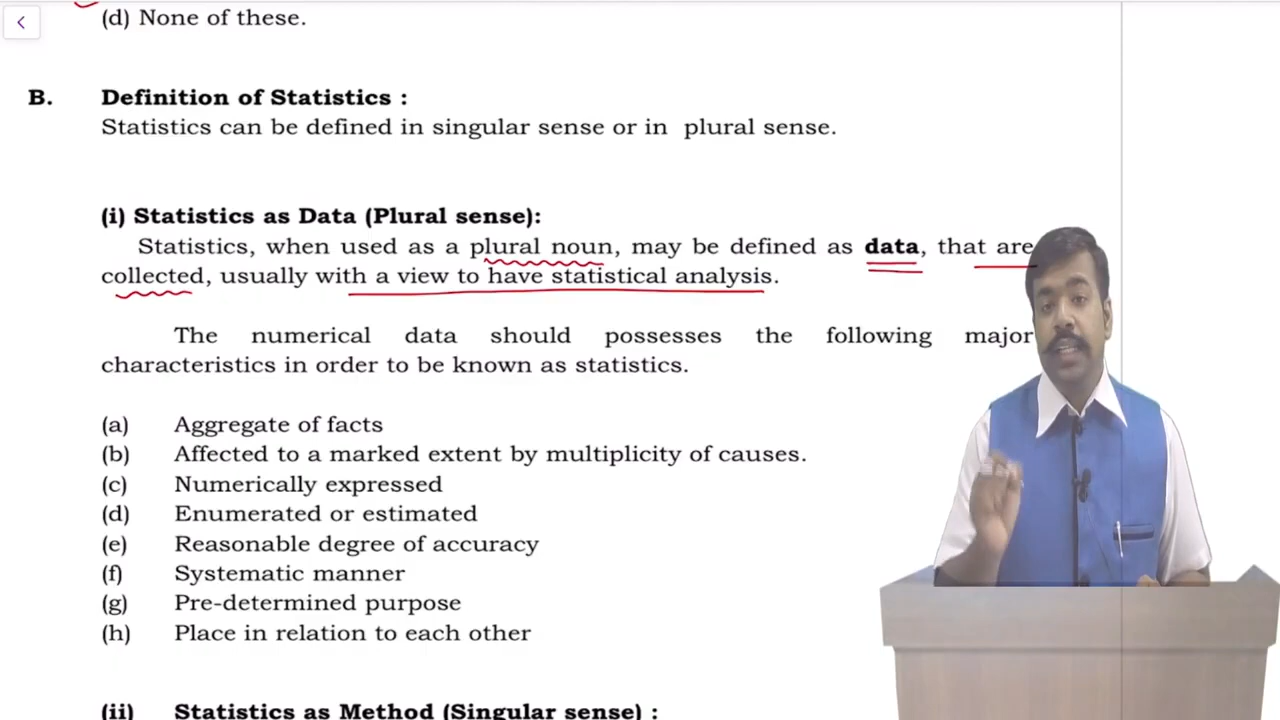 (d) None of these.
B. Definition of Statistics :
Statistics can be defined in singular sense or in plural sense.
(i) Statistics as Data (Plural sense):
Statistics, when used as a plural noun, may be defined as data, that are
collected, usually with a view to have statistical analysis.
The numerical data should possesses the following major
characteristics in order to be known as statistics.
(a) Aggregate of facts
(b) Affected to a marked extent by multiplicity of causes.
(c) Numerically expressed
(d) Enumerated or estimated
(e) Reasonable degree of accuracy
(f) Systematic manner
(g) Pre-determined purpose
(h) Place in relation to each other
(ii) Statistics as Method (Singular sense) :